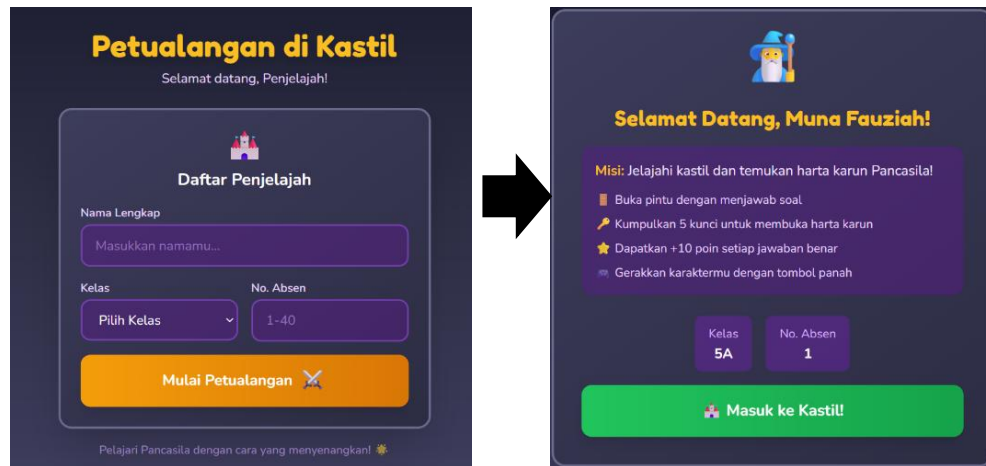 Petualangan di Kastil
Selamat datang, Penjelajah!
Daftar Penjelajah
Nama Lengkap
Masukkan namamu...
Kelas No. Absen
Pilih Kelas 1-40
Mulai Petualangan
Pelajari Pancasila dengan cara yang menyenangkan!
Selamat Datang, Muna Fauziah!
Misi: Jelajahi kastil dan temukan harta karun Pancasila!
Buka pintu dengan menjawab soal
Kumpulkan 5 kunci untuk membuka harta karun
Dapatkan +10 poin setiap jawaban benar
Gerakkan karaktermu dengan tombol panah
Kelas No. Absen
5A 1
Masuk ke Kastil!